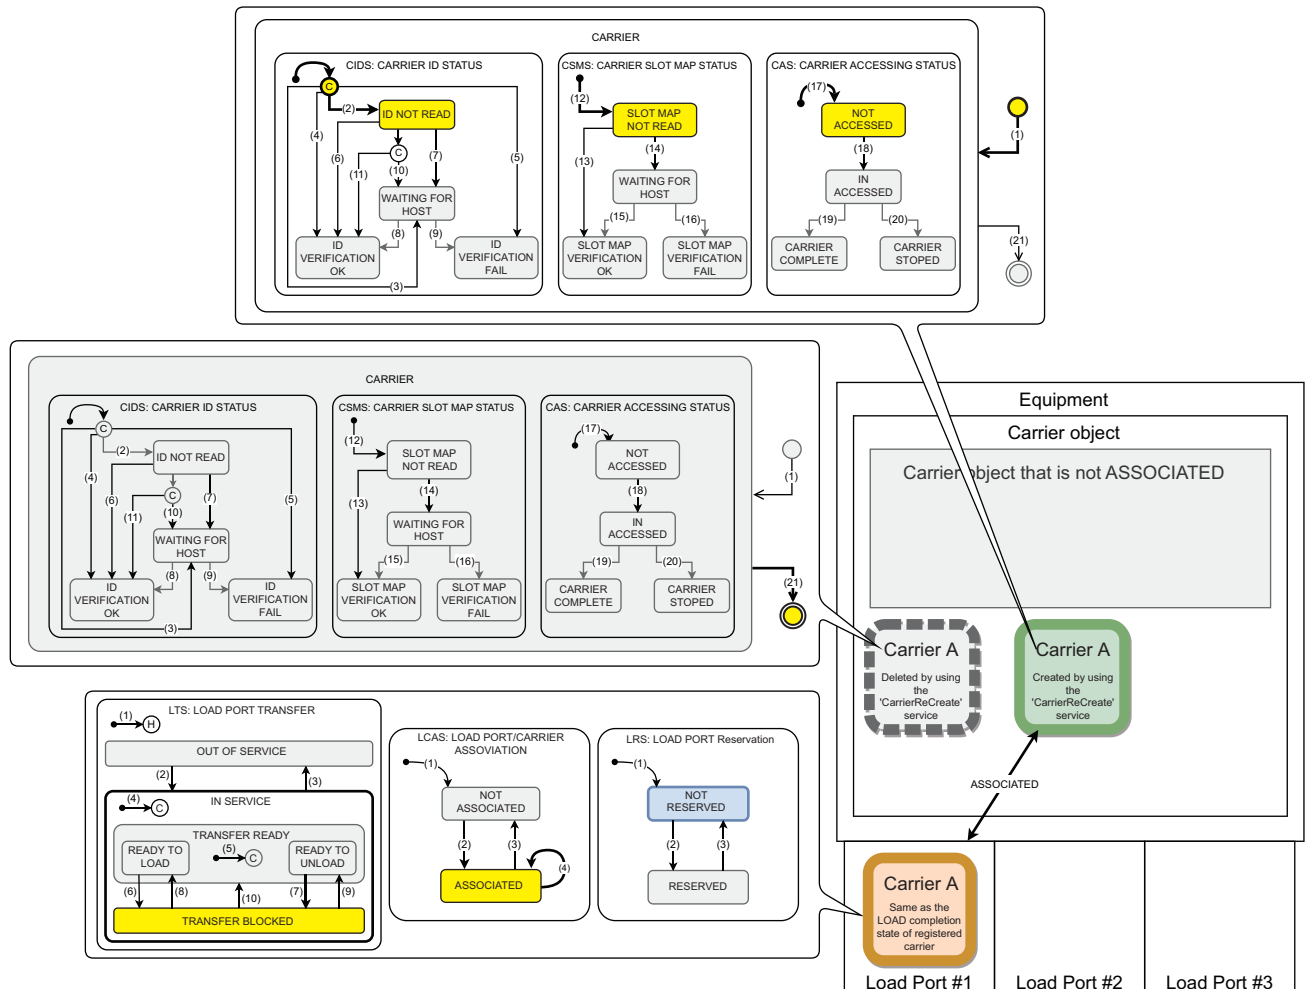 CARRIER
CIDS: CARRIER ID STATUS
C
(2)
ID NOT READ
(4)
(6)
C
(7)
(5)
(10)
(11)
WAITING FOR
HOST
(8)
(9)
ID
VERIFICATION
OK
ID
VERIFICATION
FAIL
(3)
CSMS: CARRIER SLOT MAP STATUS
(12)
SLOT MAP
NOT READ
(13)
(14)
WAITING FOR
HOST
(15)
(16)
SLOT MAP
VERIFICATION
OK
SLOT MAP
VERIFICATION
FAIL
CAS: CARRIER ACCESSING STATUS
(17)
NOT
ACCESSED
(18)
IN
ACCESSED
(19)
(20)
CARRIER
COMPLETE
CARRIER
STOPED
(1)
(21)
CARRIER
CIDS: CARRIER ID STATUS
C
(2)
ID NOT READ
(4)
(6)
C
(7)
(5)
(10)
(11)
WAITING FOR
HOST
(8)
(9)
ID
VERIFICATION
OK
ID
VERIFICATION
FAIL
(3)
CSMS: CARRIER SLOT MAP STATUS
(12)
SLOT MAP
NOT READ
(13)
(14)
WAITING FOR
HOST
(15)
(16)
SLOT MAP
VERIFICATION
OK
SLOT MAP
VERIFICATION
FAIL
CAS: CARRIER ACCESSING STATUS
(17)
NOT
ACCESSED
(18)
IN
ACCESSED
(19)
(20)
CARRIER
COMPLETE
CARRIER
STOPED
(1)
(21)
Equipment
Carrier object
Carrier object that is not ASSOCIATED
Carrier A
Deleted by using
the
'CarrierReCreate'
service
Carrier A
Created by using
the
'CarrierReCreate'
service
ASSOCIATED
LTS: LOAD PORT TRANSFER
(1)
H
OUT OF SERVICE
(2)
(3)
IN SERVICE
(4)
C
TRANSFER READY
READY TO
LOAD
(5)
C
READY TO
UNLOAD
(6)
(8)
(10)
(7)
(9)
TRANSFER BLOCKED
LCAS: LOAD PORT/CARRIER
ASSOVIATION
(1)
NOT
ASSOCIATED
(2)
(3)
(4)
ASSOCIATED
LRS: LOAD PORT Reservation
(1)
NOT
RESERVED
(2)
(3)
RESERVED
Carrier A
Same as the
LOAD completion
state of registered
carrier
Load Port #1
Load Port #2
Load Port #3